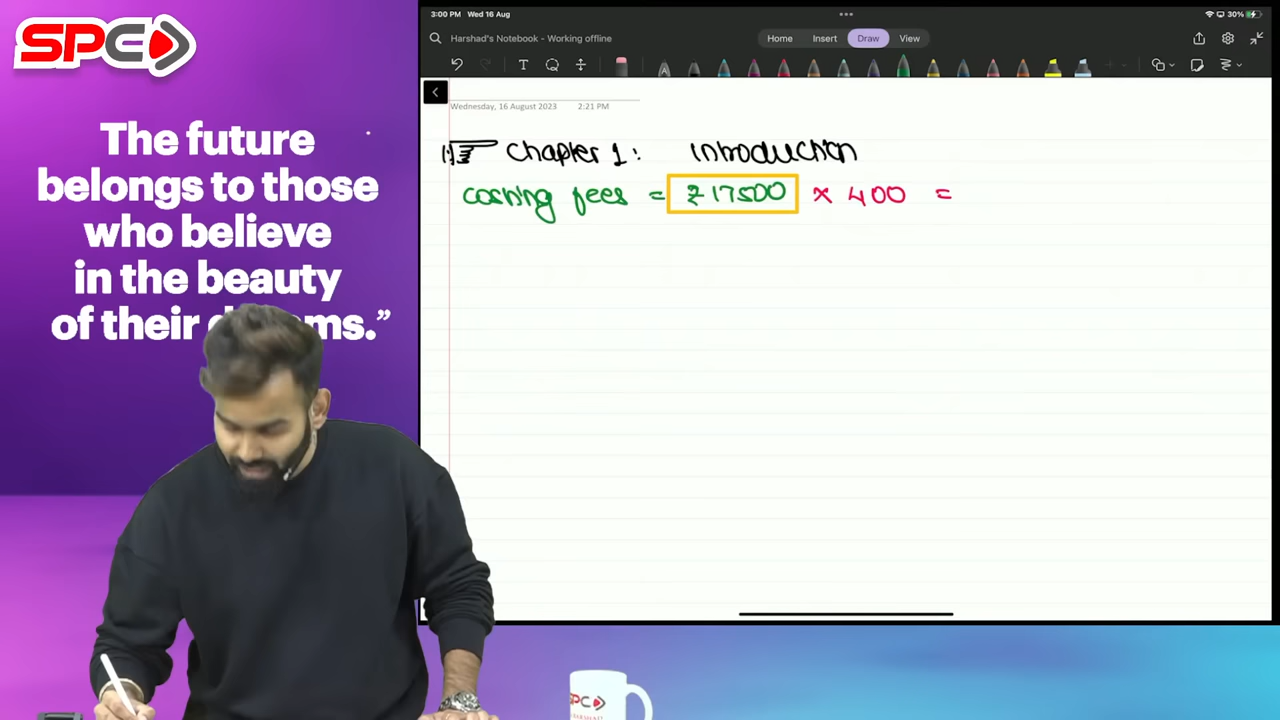 SPC
The future
belongs to those
who believe
in the beauty
of their ms.”
3:00 PM Wed 16 Aug
30%
Harshad's Notebook - Working offline
Home Insert Draw View
T
Wednesday, 16 August 2023 2:21 PM
Chapter 1: Introduction
fees = ₹17500 × 400 =
SPC